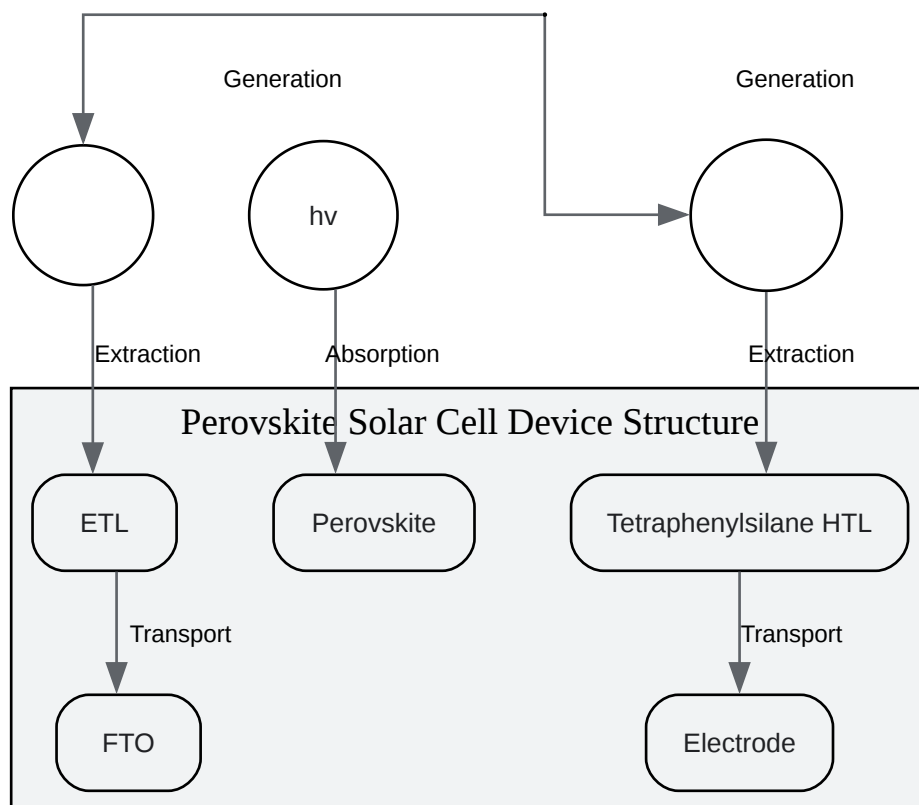 Generation
Generation
hv
Extraction
Absorption
Extraction
Perovskite Solar Cell Device Structure
ETL
Perovskite
Tetraphenylsilane HTL
Transport
Transport
FTO
Electrode